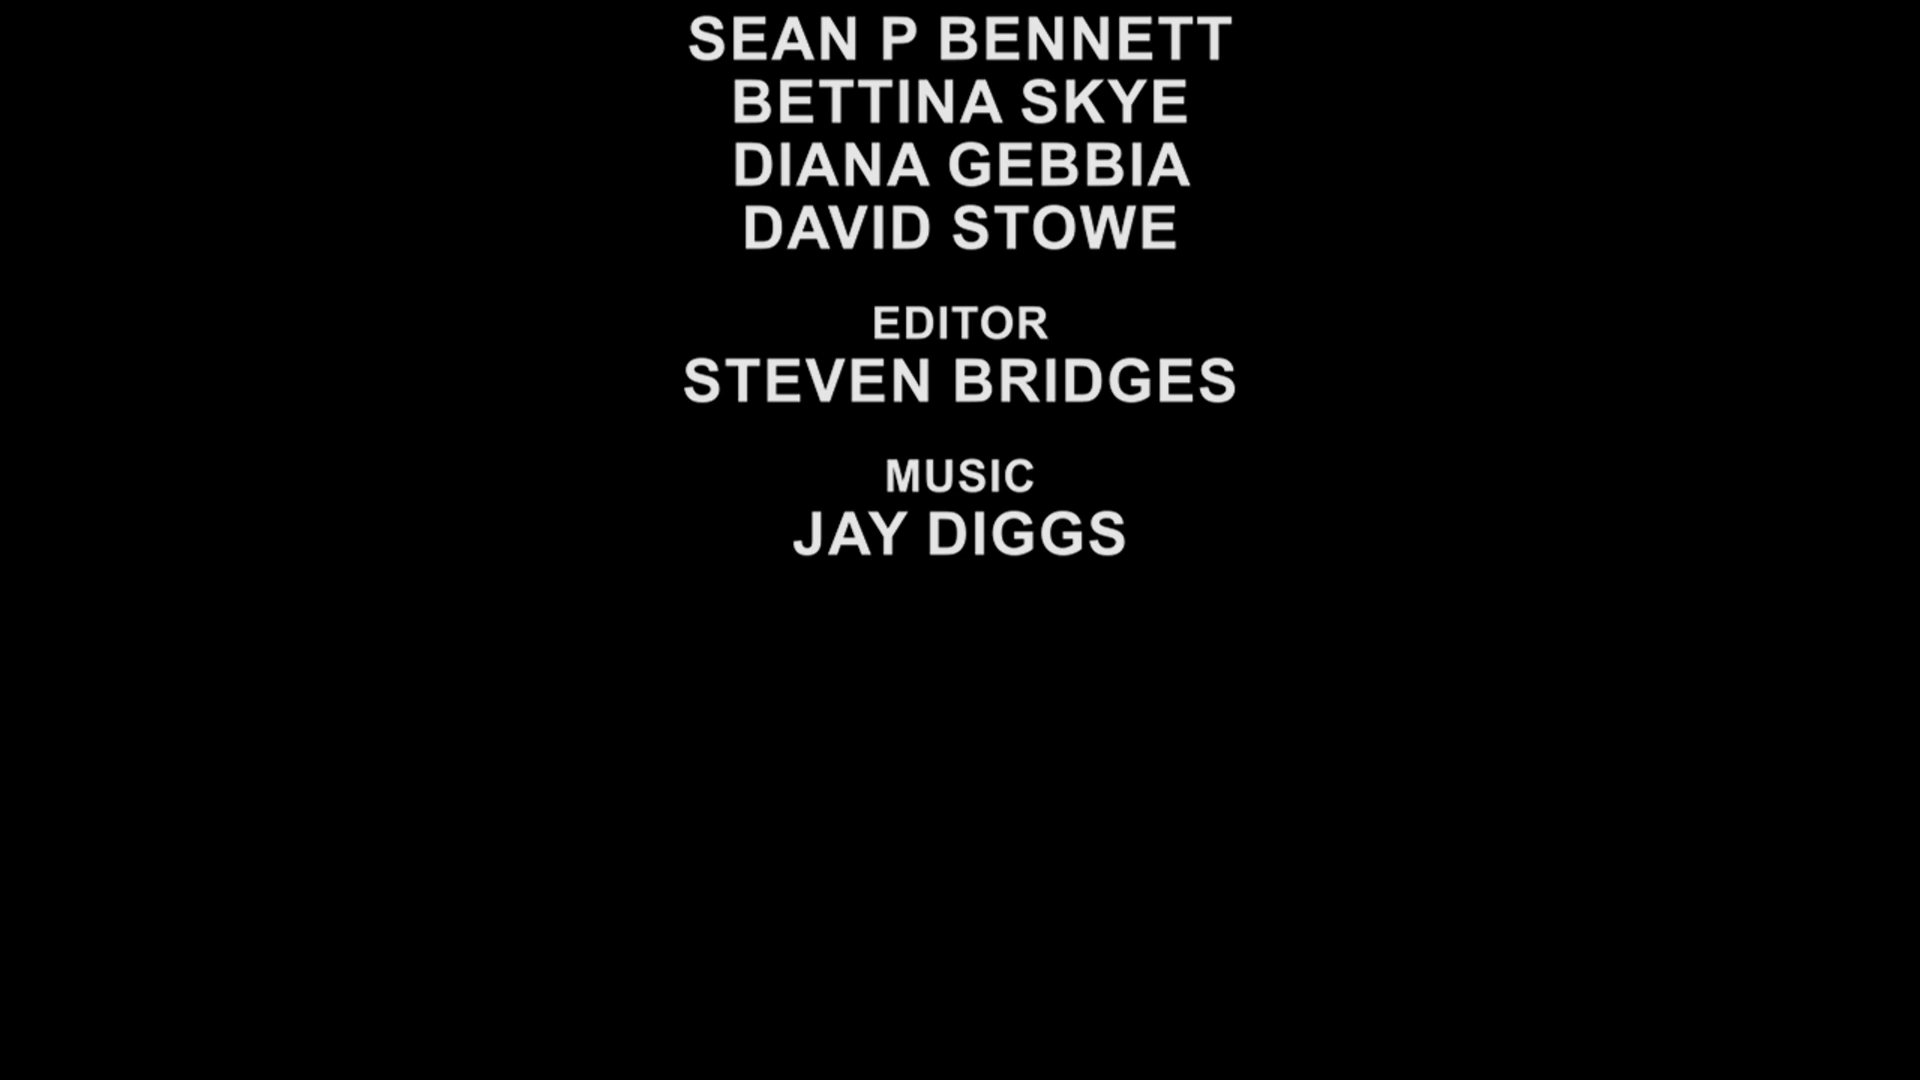 SEAN P BENNETT
BETTINA SKYE
DIANA GEBBIA
DAVID STOWE
EDITOR
STEVEN BRIDGES
MUSIC
JAY DIGGS